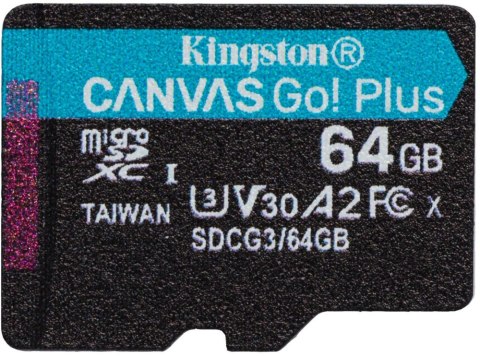 Kingston®
CANVAS Go! Plus
64GB
micro SD XC I
U3 V30 A2 FC X
TAIWAN
SDCG3/64GB